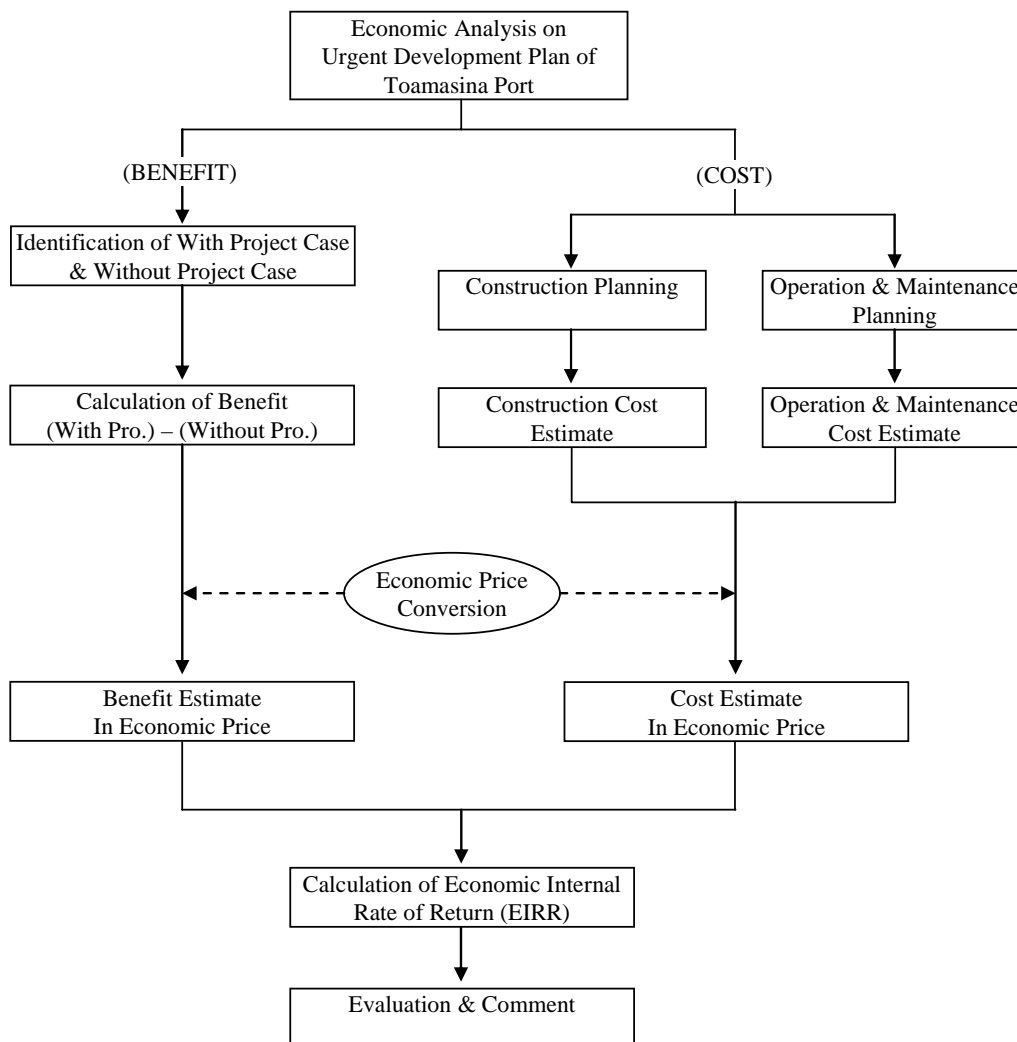 Economic Analysis on
Urgent Development Plan of
Toamasina Port
(BENEFIT)
(COST)
Identification of With Project Case
& Without Project Case
Construction Planning
Operation & Maintenance
Planning
Calculation of Benefit
(With Pro.) – (Without Pro.)
Construction Cost
Estimate
Operation & Maintenance
Cost Estimate
Economic Price
Conversion
Benefit Estimate
In Economic Price
Cost Estimate
In Economic Price
Calculation of Economic Internal
Rate of Return (EIRR)
Evaluation & Comment